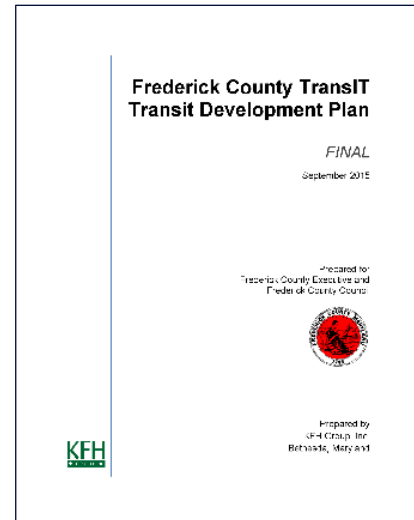 Frederick County TransIT
Transit Development Plan
FINAL
September 2015
Prepared for
Frederick County Executive and
Frederick County Council
Prepared by
KFH Group, Inc.
Bethesda, Maryland
KFH
GROUP